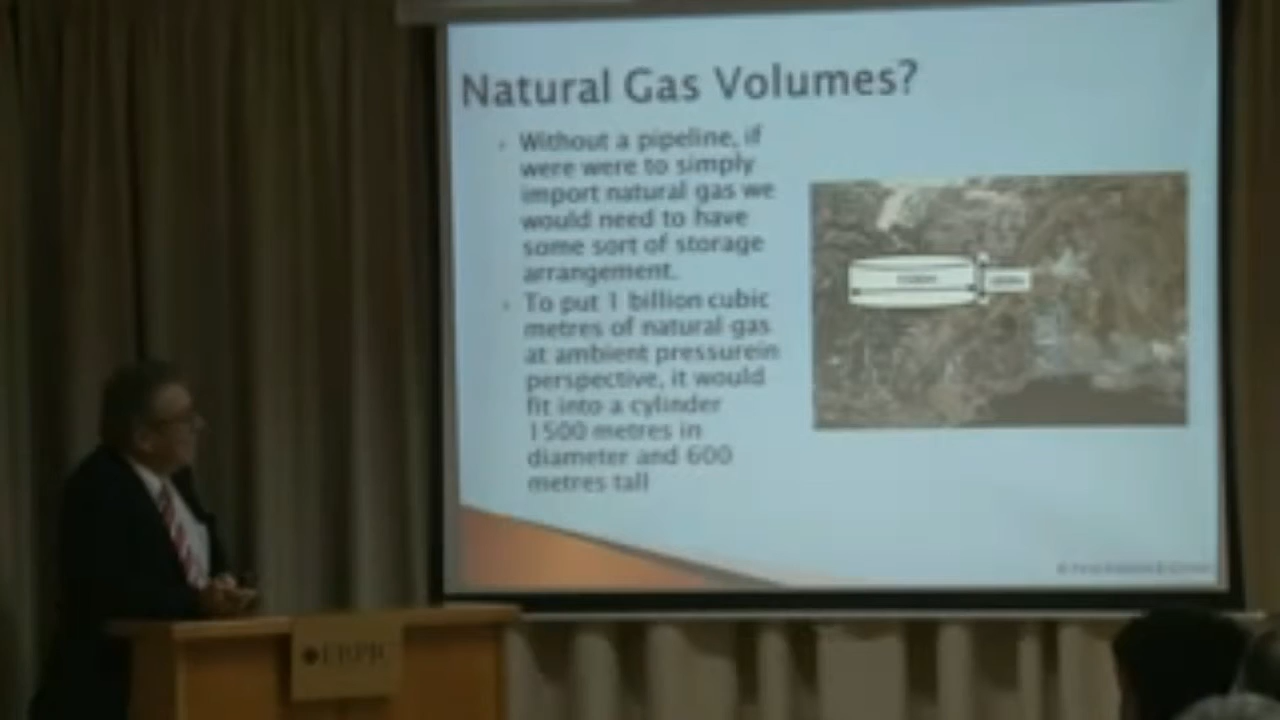 Natural Gas Volumes?
Without a pipeline, if
were were to simply
import natural gas we
would need to have
some sort of storage
arrangement.
To put 1 billion cubic
metres of natural gas
at ambient pressurein
perspective, it would
fit into a cylinder
1500 metres in
diameter and 600
metres tall